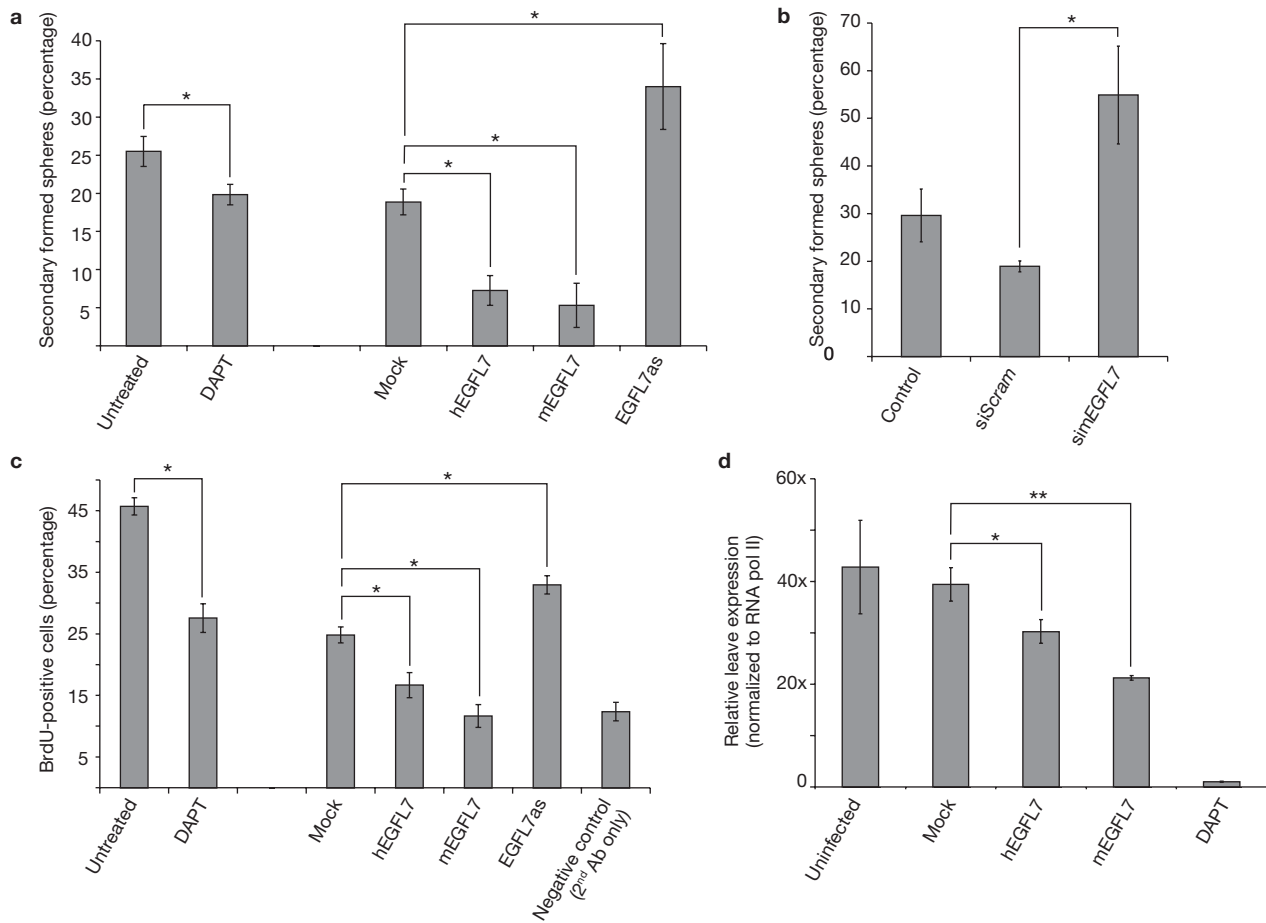 a
Secondary formed spheres (percentage)
40
35
30
25
20
15
10
5
*
*
*
*
Untreated
DAPT
Mock
hEGFL7
mEGFL7
EGFL7as
b
Secondary formed spheres (percentage)
70
60
50
40
30
20
10
0
*
Control
siScram
simEGFL7
c
BrdU-positive cells (percentage)
45
35
25
15
5
*
*
*
*
Untreated
DAPT
Mock
hEGFL7
mEGFL7
EGFL7as
Negative control
(2nd Ab only)
d
Relative leave expression
(normalized to RNA pol II)
60x
40x
20x
0
**
*
Uninfected
Mock
hEGFL7
mEGFL7
DAPT